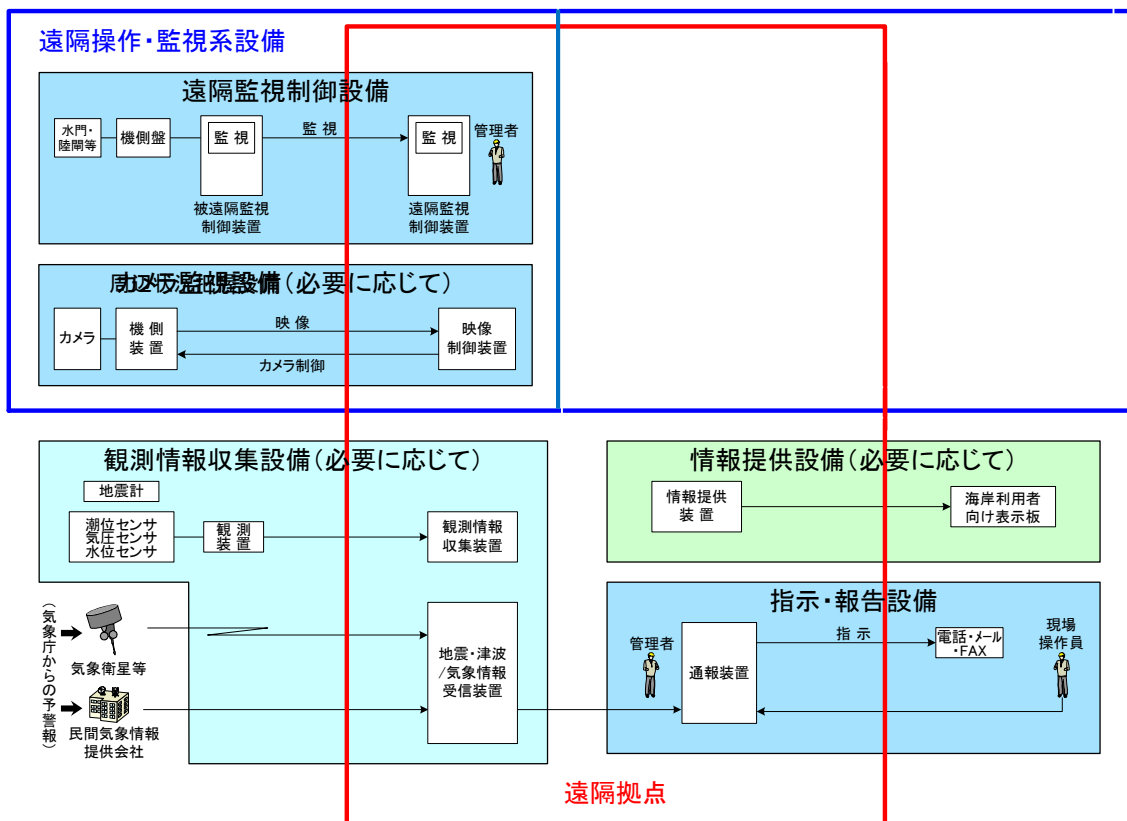 遠隔操作・監視系設備
遠隔監視制御設備
水門・
陸閘等
機側盤
監 視
監 視
監 視
管理者
被遠隔監視
制御装置
遠隔監視
制御装置
カメラ監視設備（必要に応じて）
カメラ
機 側
装 置
映 像
カメラ制御
映像
制御装置
観測情報収集設備（必要に応じて）
地震計
潮位センサ
気圧センサ
水位センサ
観 測
装 置
観測情報
収集装置
（気象庁からの予警報）
気象衛星等
民間気象情報
提供会社
地震・津波
/気象情報
受信装置
情報提供設備（必要に応じて）
情報提供
装 置
海岸利用者
向け表示板
指示・報告設備
管理者
通報装置
指 示
電話・メール
・FAX
現場
操作員
遠隔拠点